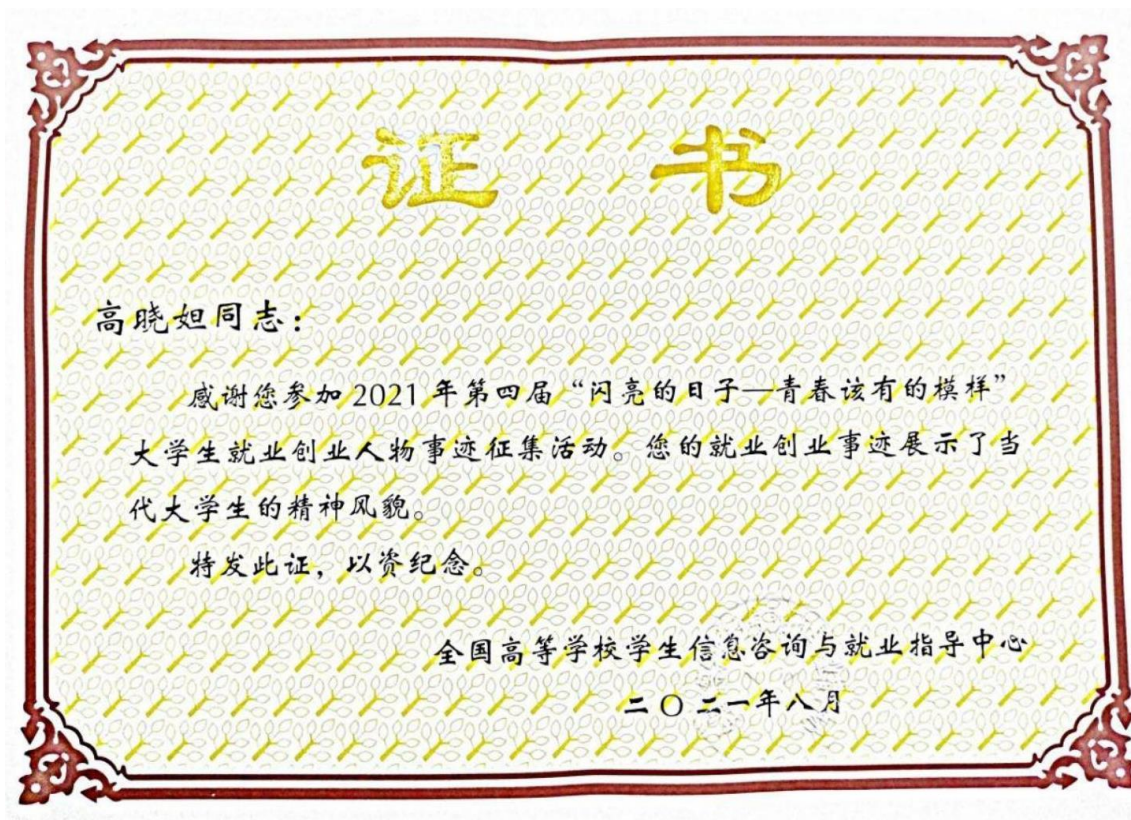 证书
高晓妲同志：
感谢您参加 2021 年第四届“闪亮的日子—青春该有的模样”
大学生就业创业人物事迹征集活动。您的就业创业事迹展示了当
代大学生的精神风貌。
特发此证，以资纪念。
全国高等学校学生信息咨询与就业指导中心
二〇二一年八月